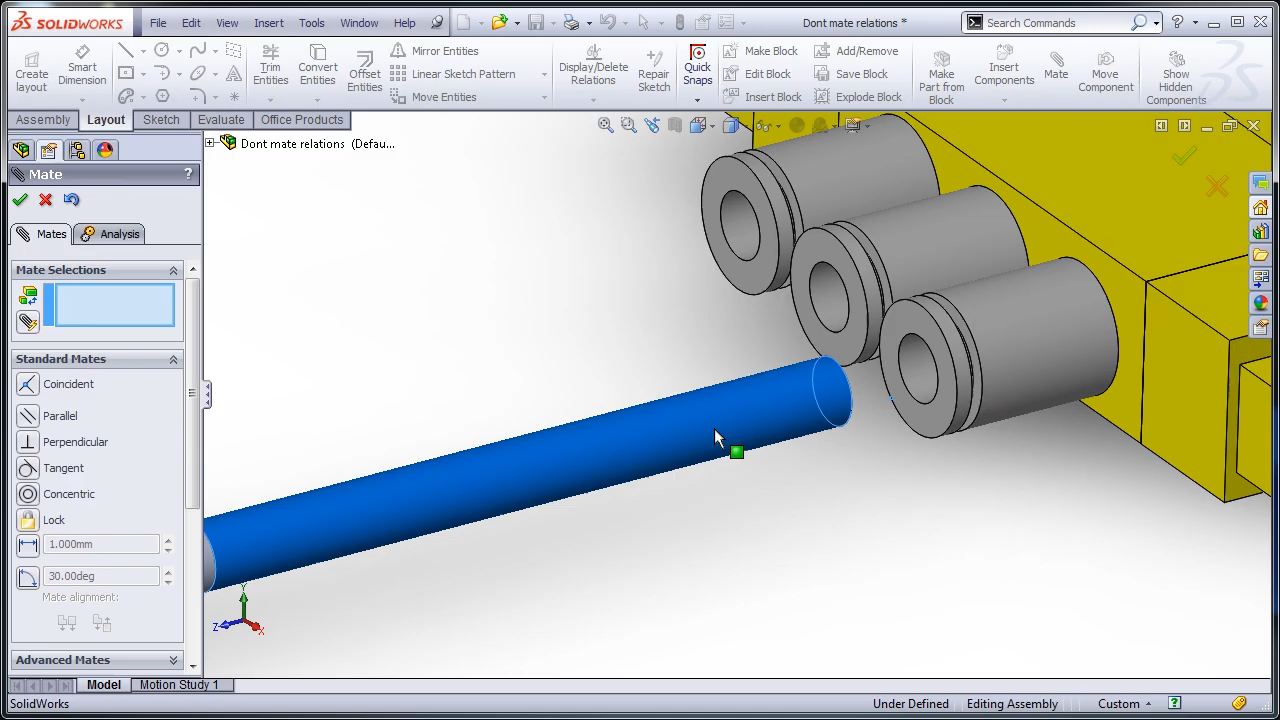 SOLIDWORKS File Edit View Insert Tools Window Help Dont mate relations * Search Commands ?
Create layout
Smart Dimension
Trim Entities
Convert Entities
Offset Entities
Mirror Entities
Linear Sketch Pattern
Move Entities
Display/Delete Relations
Repair Sketch
Quick Snaps
Make Block
Edit Block
Insert Block
Add/Remove
Save Block
Explode Block
Make Part from Block
Insert Components
Mate
Move Component
Show Hidden Components
Assembly Layout Sketch Evaluate Office Products
Dont mate relations (Defau...
Mate ?
Mates Analysis
Mate Selections
Standard Mates
Coincident
Parallel
Perpendicular
Tangent
Concentric
Lock
1.000mm
30.00deg
Mate alignment:
Advanced Mates
Y
Z X
Model Motion Study 1
SolidWorks Under Defined Editing Assembly Custom ?